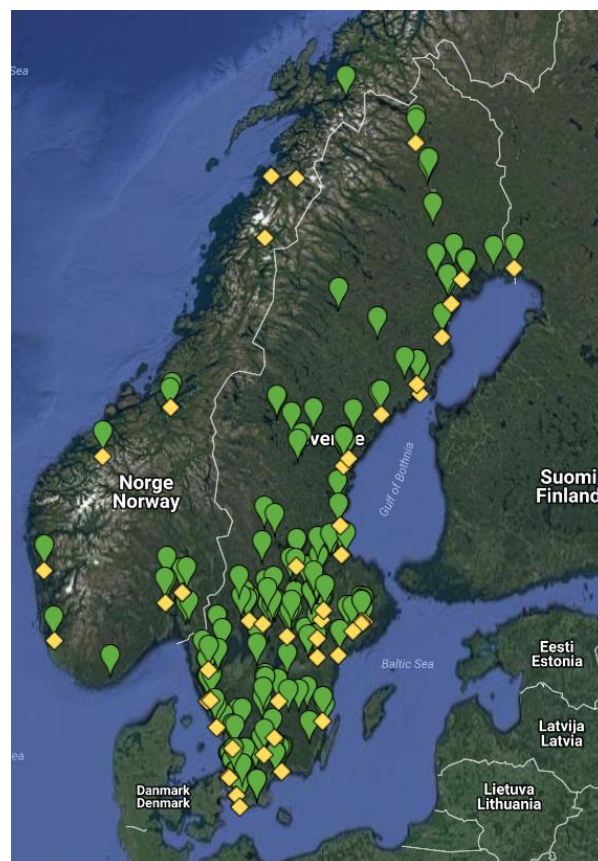 Sea
Norge
Norway
verige
Gulf of Bothnia
Suomi
Finland
Baltic Sea
Eesti
Estonia
Latvija
Latvia
ea
Danmark
Denmark
Lietuva
Lithuania